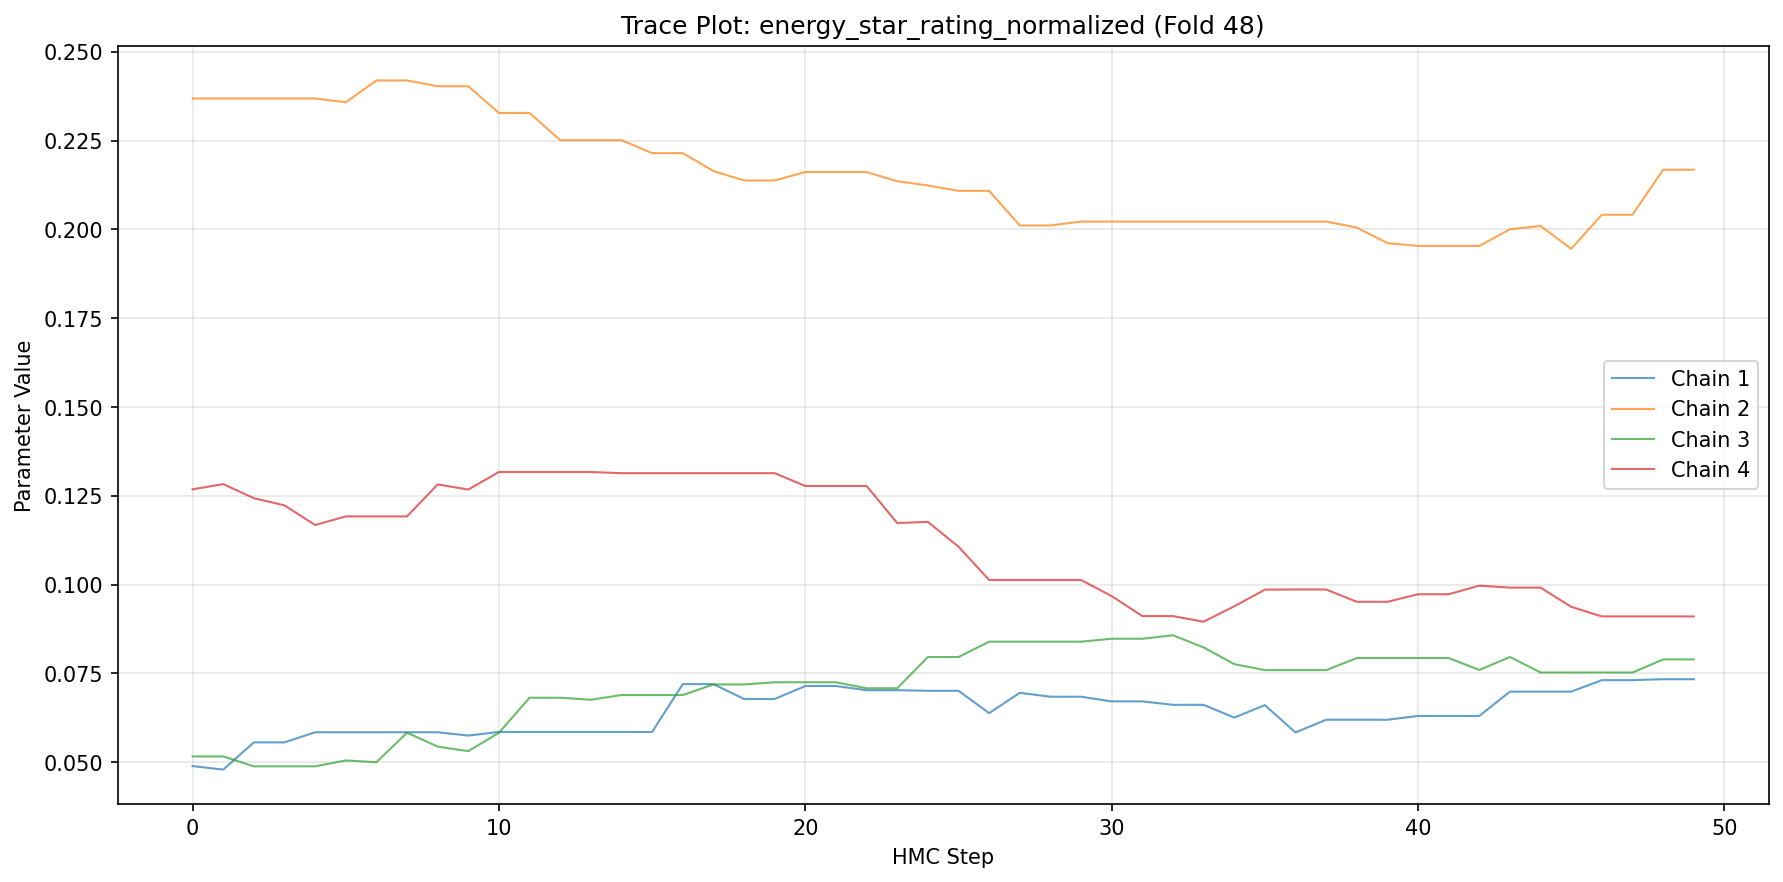 Trace Plot: energy_star_rating_normalized (Fold 48)
Parameter Value
0.250
0.225
0.200
0.175
0.150
0.125
0.100
0.075
0.050
Chain 1
Chain 2
Chain 3
Chain 4
0 10 20 30 40 50
HMC Step